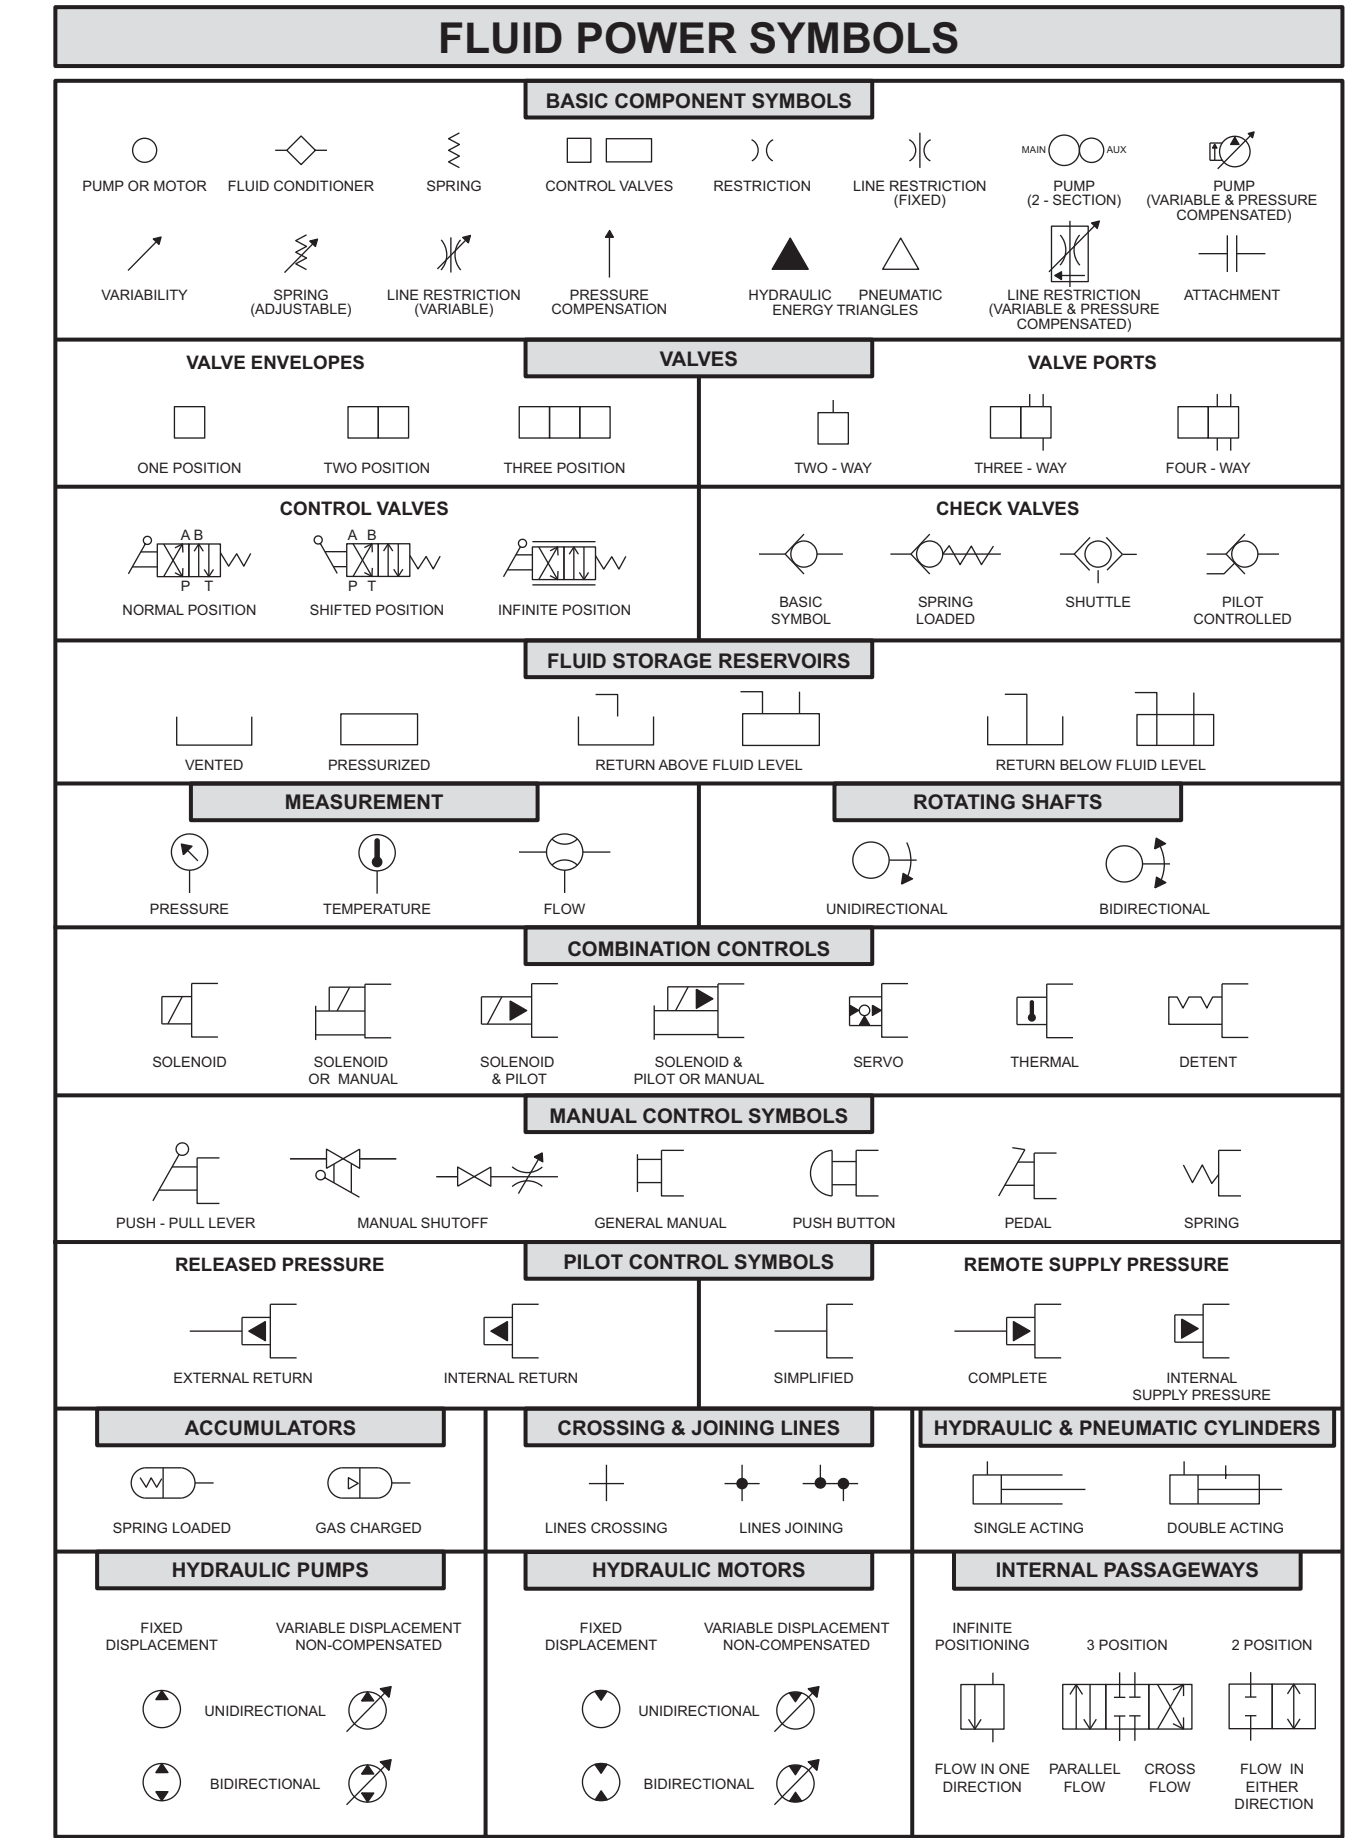 FLUID POWER SYMBOLS
BASIC COMPONENT SYMBOLS
MAIN AUX
PUMP OR MOTOR FLUID CONDITIONER SPRING CONTROL VALVES RESTRICTION LINE RESTRICTION PUMP PUMP
(FIXED) (2 - SECTION) (VARIABLE & PRESSURE
COMPENSATED)
VARIABILITY SPRING LINE RESTRICTION PRESSURE HYDRAULIC PNEUMATIC LINE RESTRICTION ATTACHMENT
(ADJUSTABLE) (VARIABLE) COMPENSATION ENERGY TRIANGLES (VARIABLE & PRESSURE
COMPENSATED)
VALVE ENVELOPES VALVES VALVE PORTS
ONE POSITION TWO POSITION THREE POSITION TWO - WAY THREE - WAY FOUR - WAY
CONTROL VALVES CHECK VALVES
A B A B
P T P T
NORMAL POSITION SHIFTED POSITION INFINITE POSITION BASIC SPRING SHUTTLE PILOT
SYMBOL LOADED CONTROLLED
FLUID STORAGE RESERVOIRS
VENTED PRESSURIZED RETURN ABOVE FLUID LEVEL RETURN BELOW FLUID LEVEL
MEASUREMENT ROTATING SHAFTS
PRESSURE TEMPERATURE FLOW UNIDIRECTIONAL BIDIRECTIONAL
COMBINATION CONTROLS
SOLENOID SOLENOID SOLENOID SOLENOID & SERVO THERMAL DETENT
OR MANUAL & PILOT PILOT OR MANUAL
MANUAL CONTROL SYMBOLS
PUSH - PULL LEVER MANUAL SHUTOFF GENERAL MANUAL PUSH BUTTON PEDAL SPRING
RELEASED PRESSURE PILOT CONTROL SYMBOLS REMOTE SUPPLY PRESSURE
EXTERNAL RETURN INTERNAL RETURN SIMPLIFIED COMPLETE INTERNAL
SUPPLY PRESSURE
ACCUMULATORS CROSSING & JOINING LINES HYDRAULIC & PNEUMATIC CYLINDERS
SPRING LOADED GAS CHARGED LINES CROSSING LINES JOINING SINGLE ACTING DOUBLE ACTING
HYDRAULIC PUMPS HYDRAULIC MOTORS INTERNAL PASSAGEWAYS
FIXED VARIABLE DISPLACEMENT FIXED VARIABLE DISPLACEMENT INFINITE
DISPLACEMENT NON-COMPENSATED DISPLACEMENT NON-COMPENSATED POSITIONING 3 POSITION 2 POSITION
UNIDIRECTIONAL UNIDIRECTIONAL
FLOW IN ONE PARALLEL CROSS FLOW IN
BIDIRECTIONAL BIDIRECTIONAL DIRECTION FLOW FLOW EITHER
DIRECTION